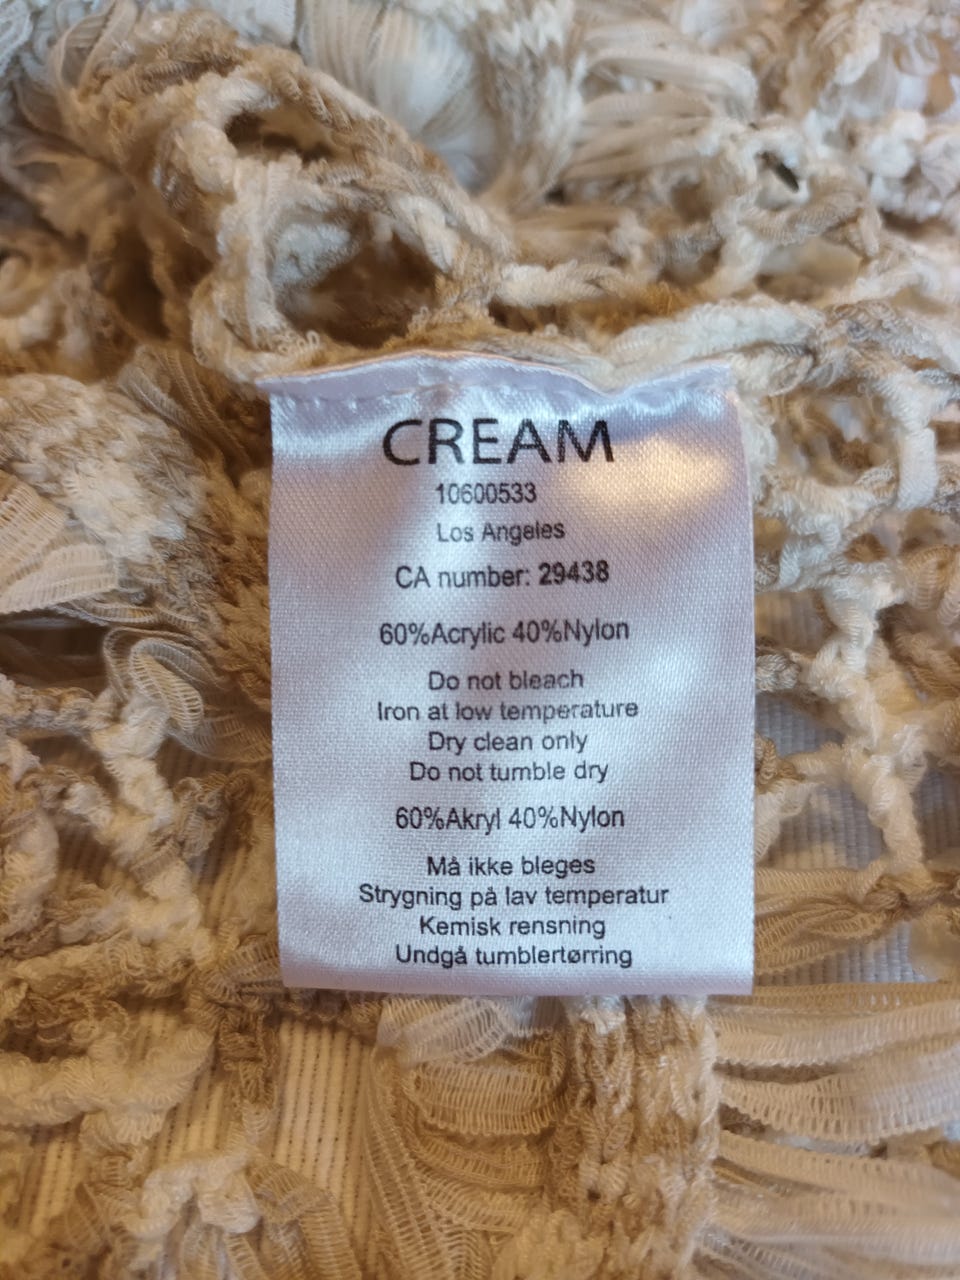 CREAM
10600533
Los Angeles
CA number: 29438
60%Acrylic 40%Nylon
Do not bleach
Iron at low temperature
Dry clean only
Do not tumble dry
60%Akryl 40%Nylon
Må ikke bleges
Strygning på lav temperatur
Kemisk rensning
Undgå tumblertørring